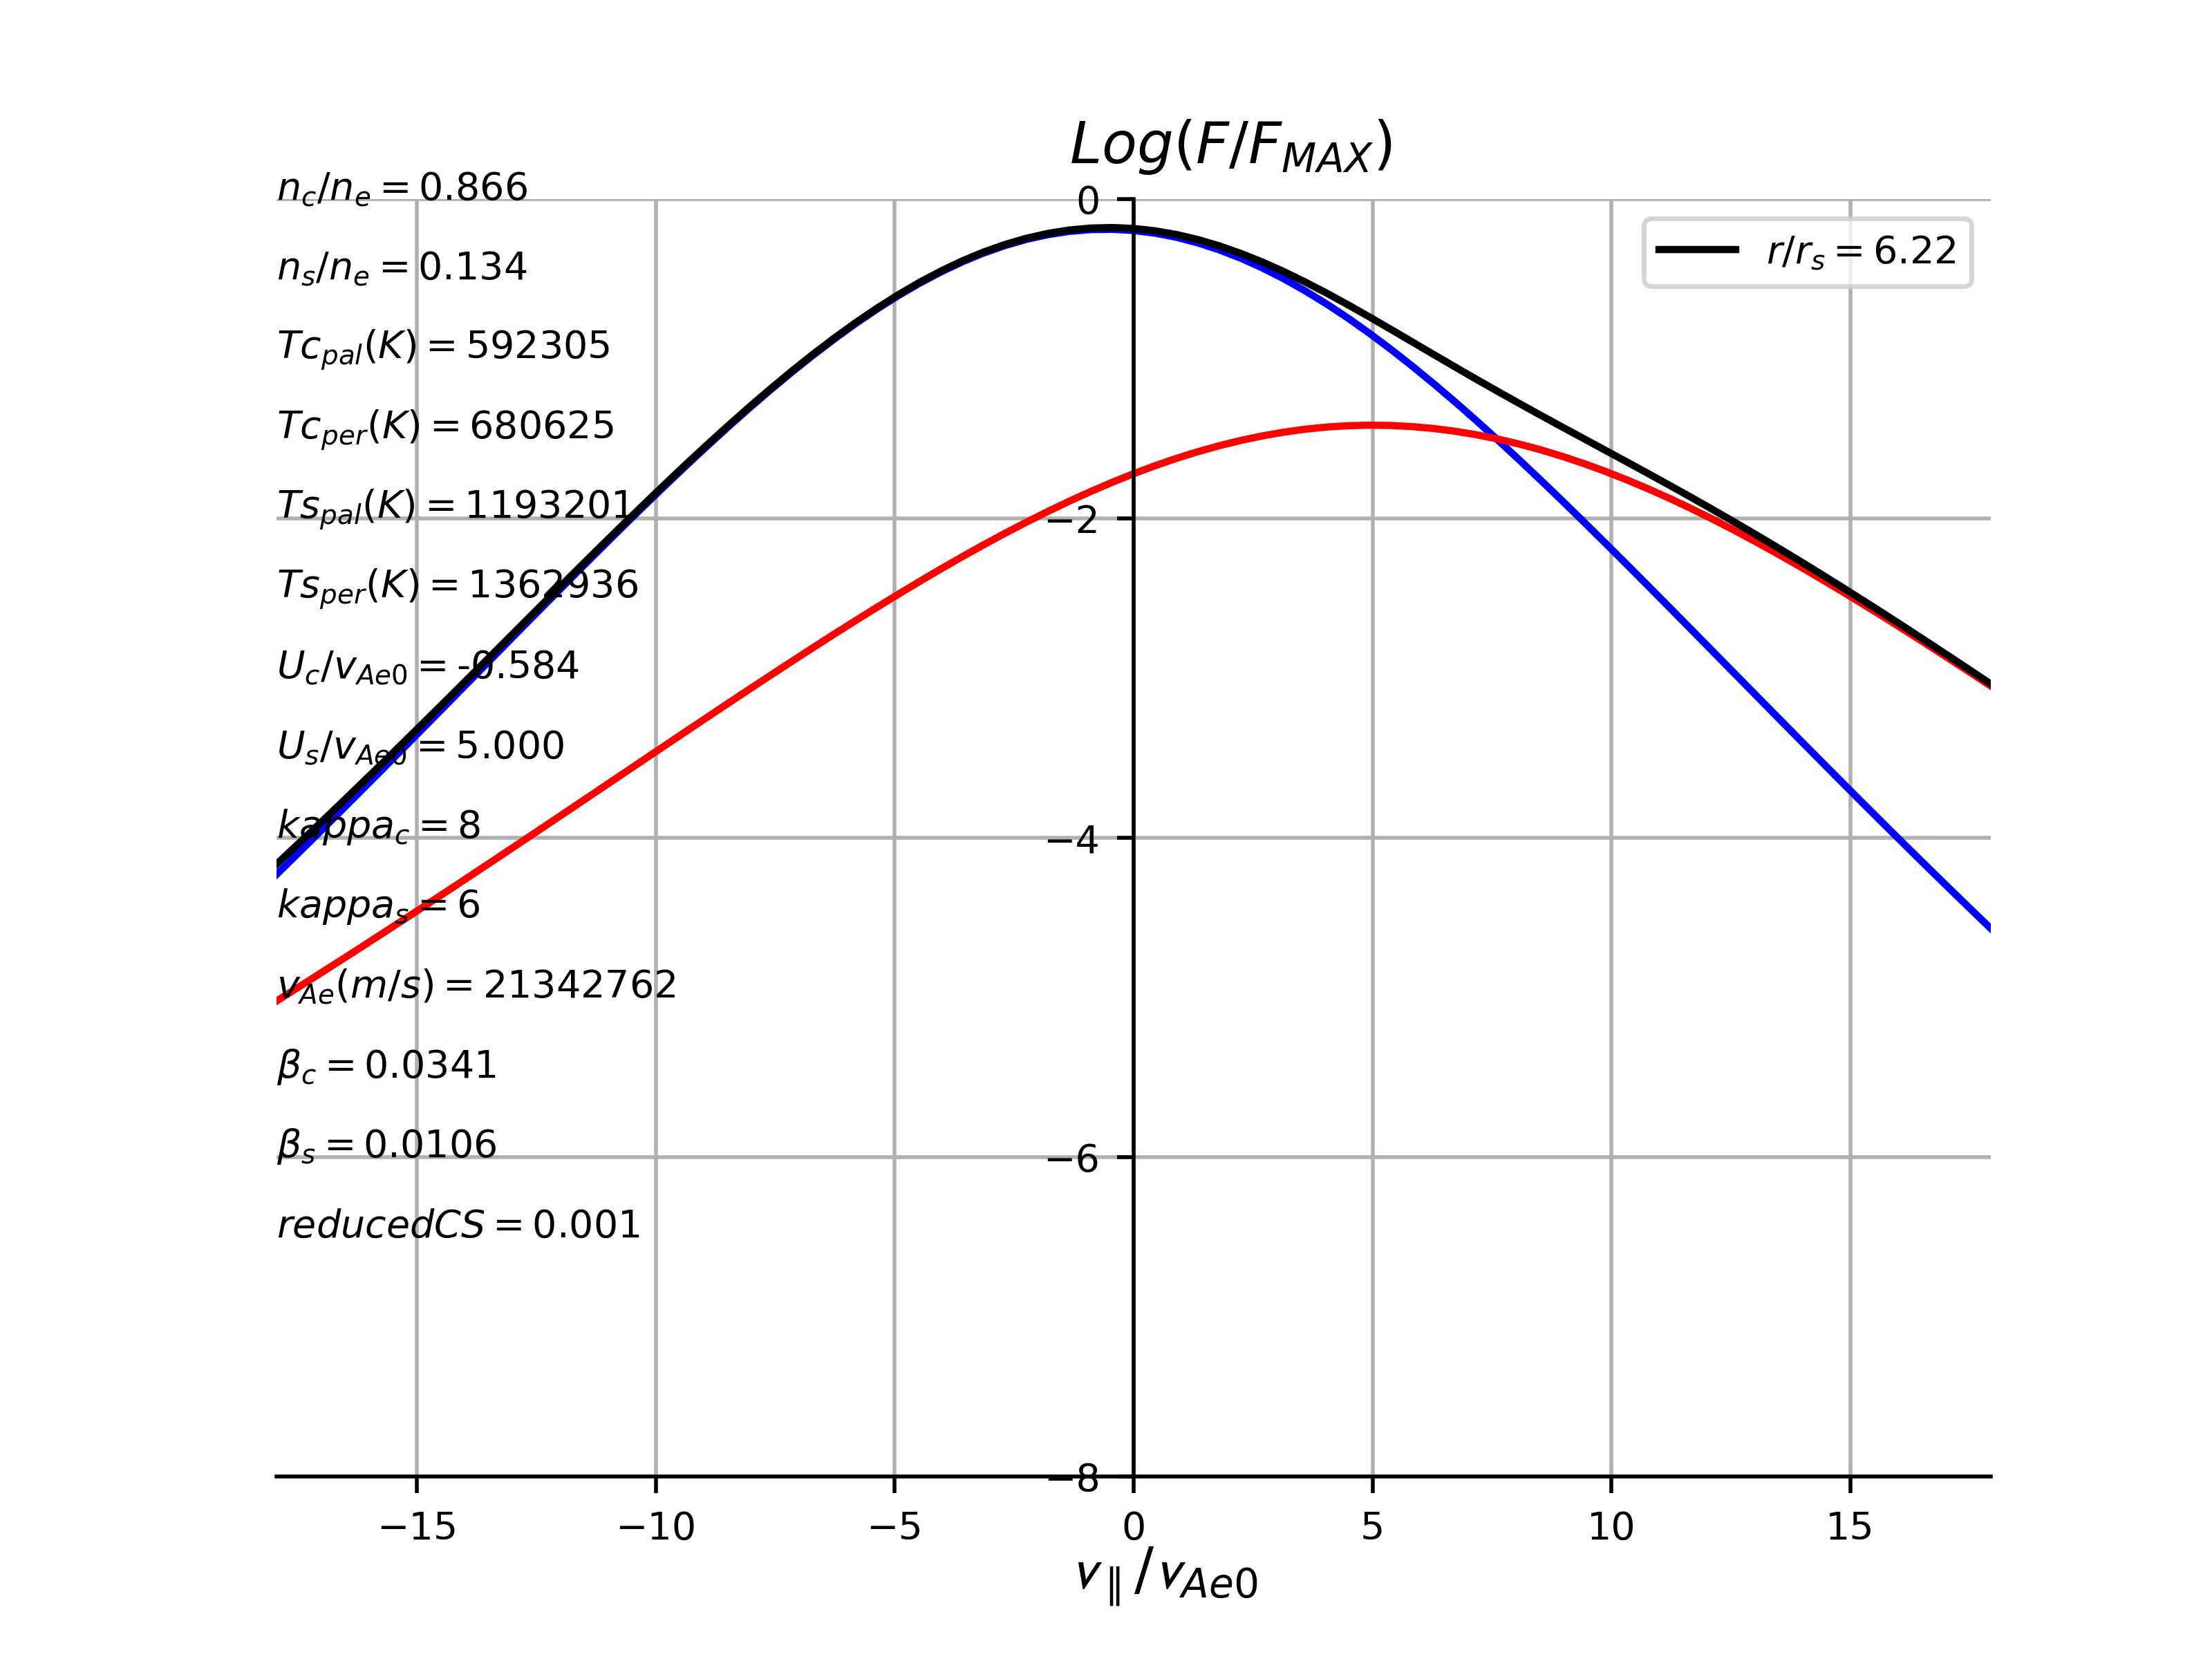 Log(F/F_MAX)
n_c/n_e = 0.866
n_s/n_e = 0.134
Tc_pal(K) = 592305
Tc_per(K) = 680625
Ts_pal(K) = 1193201
Ts_per(K) = 1362936
U_c/v_Ae0 = -0.584
U_s/v_Ae0 = 5.000
kappa_c = 8
kappa_s = 6
v_Ae(m/s) = 21342762
β_c = 0.0341
β_s = 0.0106
reducedCS = 0.001
r/r_s = 6.22
0
−2
−4
−6
−8
−15 −10 −5 0 5 10 15
v_∥/v_Ae0